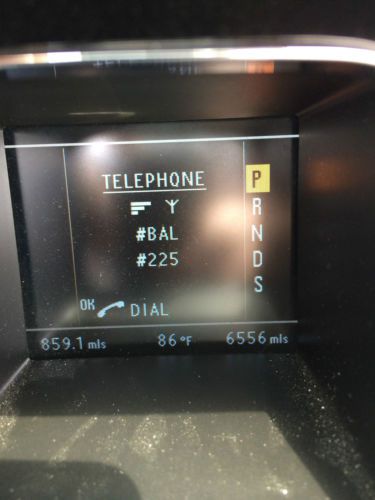 TELEPHONE
P
R
#BAL
N
#225
D
S
OK DIAL
859.1 mls 86 °F 6556 mls